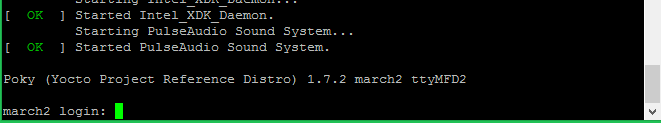 Starting Intel_XDK_Daemon...
[  OK  ] Started Intel_XDK_Daemon.
         Starting PulseAudio Sound System...
[  OK  ] Started PulseAudio Sound System.
Poky (Yocto Project Reference Distro) 1.7.2 march2 ttyMFD2
march2 login: